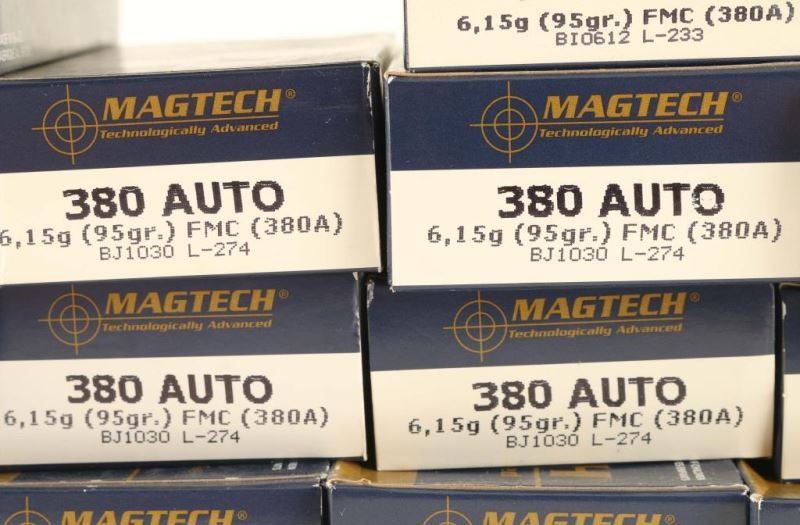 6,15g (95gr.) FMC (380A)
BI0612 L-233
MAGTECH®
Technologically Advanced
380 AUTO
6,15g (95gr.) FMC (380A)
BJ1030 L-274
MAGTECH®
Technologically Advanced
380 AUTO
6,15g (95gr.) FMC (380A)
BJ1030 L-274
MAGTECH®
Technologically Advanced
380 AUTO
6,15g (95gr.) FMC (380A)
BJ1030 L-274
MAGTECH®
Technologically Advanced
380 AUTO
6,15g (95gr.) FMC (380A)
BJ1030 L-274
MAGTECH®
MAGTECH®